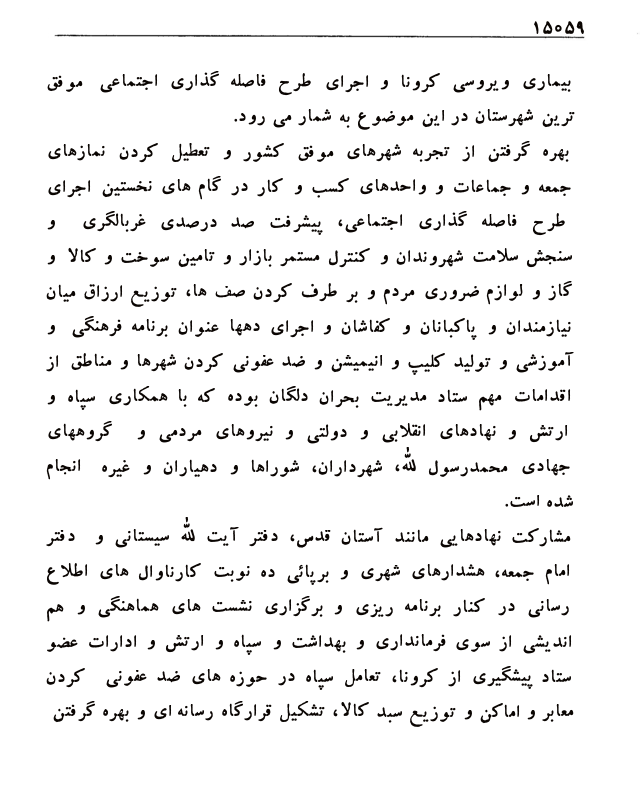 ۱۵۰۵۹
بیماری ویروسی کرونا و اجرای طرح فاصله گذاری اجتماعی موفق
ترین شهرستان در این موضوع به شمار می رود.
بهره گرفتن از تجربه شهرهای موفق کشور و تعطیل کردن نمازهای
جمعه و جماعات و واحدهای کسب و کار در گام های نخستین اجرای
طرح فاصله گذاری اجتماعی، پیشرفت صد درصدی غربالگری و
سنجش سلامت شهروندان و کنترل مستمر بازار و تامین سوخت و کالا و
گاز و لوازم ضروری مردم و بر طرف کردن صف ها، توزیع ارزاق میان
نیازمندان و پاکبانان و کفاشان و اجرای دهها عنوان برنامه فرهنگی و
آموزشی و تولید کلیپ و انیمیشن و ضد عفونی کردن شهرها و مناطق از
اقدامات مهم ستاد مدیریت بحران دلگان بوده که با همکاری سپاه و
ارتش و نهادهای انقلابی و دولتی و نیروهای مردمی و گروههای
جهادی محمدرسول لله، شهرداران، شوراها و دهیاران و غیره انجام
شده است.
مشارکت نهادهایی مانند آستان قدس، دفتر آیت لله سیستانی و دفتر
امام جمعه، هشدارهای شهری و برپائی ده نوبت کارناوال های اطلاع
رسانی در کنار برنامه ریزی و برگزاری نشست های هماهنگی و هم
اندیشی از سوی فرمانداری و بهداشت و سپاه و ارتش و ادارات عضو
ستاد پیشگیری از کرونا، تعامل سپاه در حوزه های ضد عفونی کردن
معابر و اماکن و توزیع سبد کالا، تشکیل قرارگاه رسانه ای و بهره گرفتن